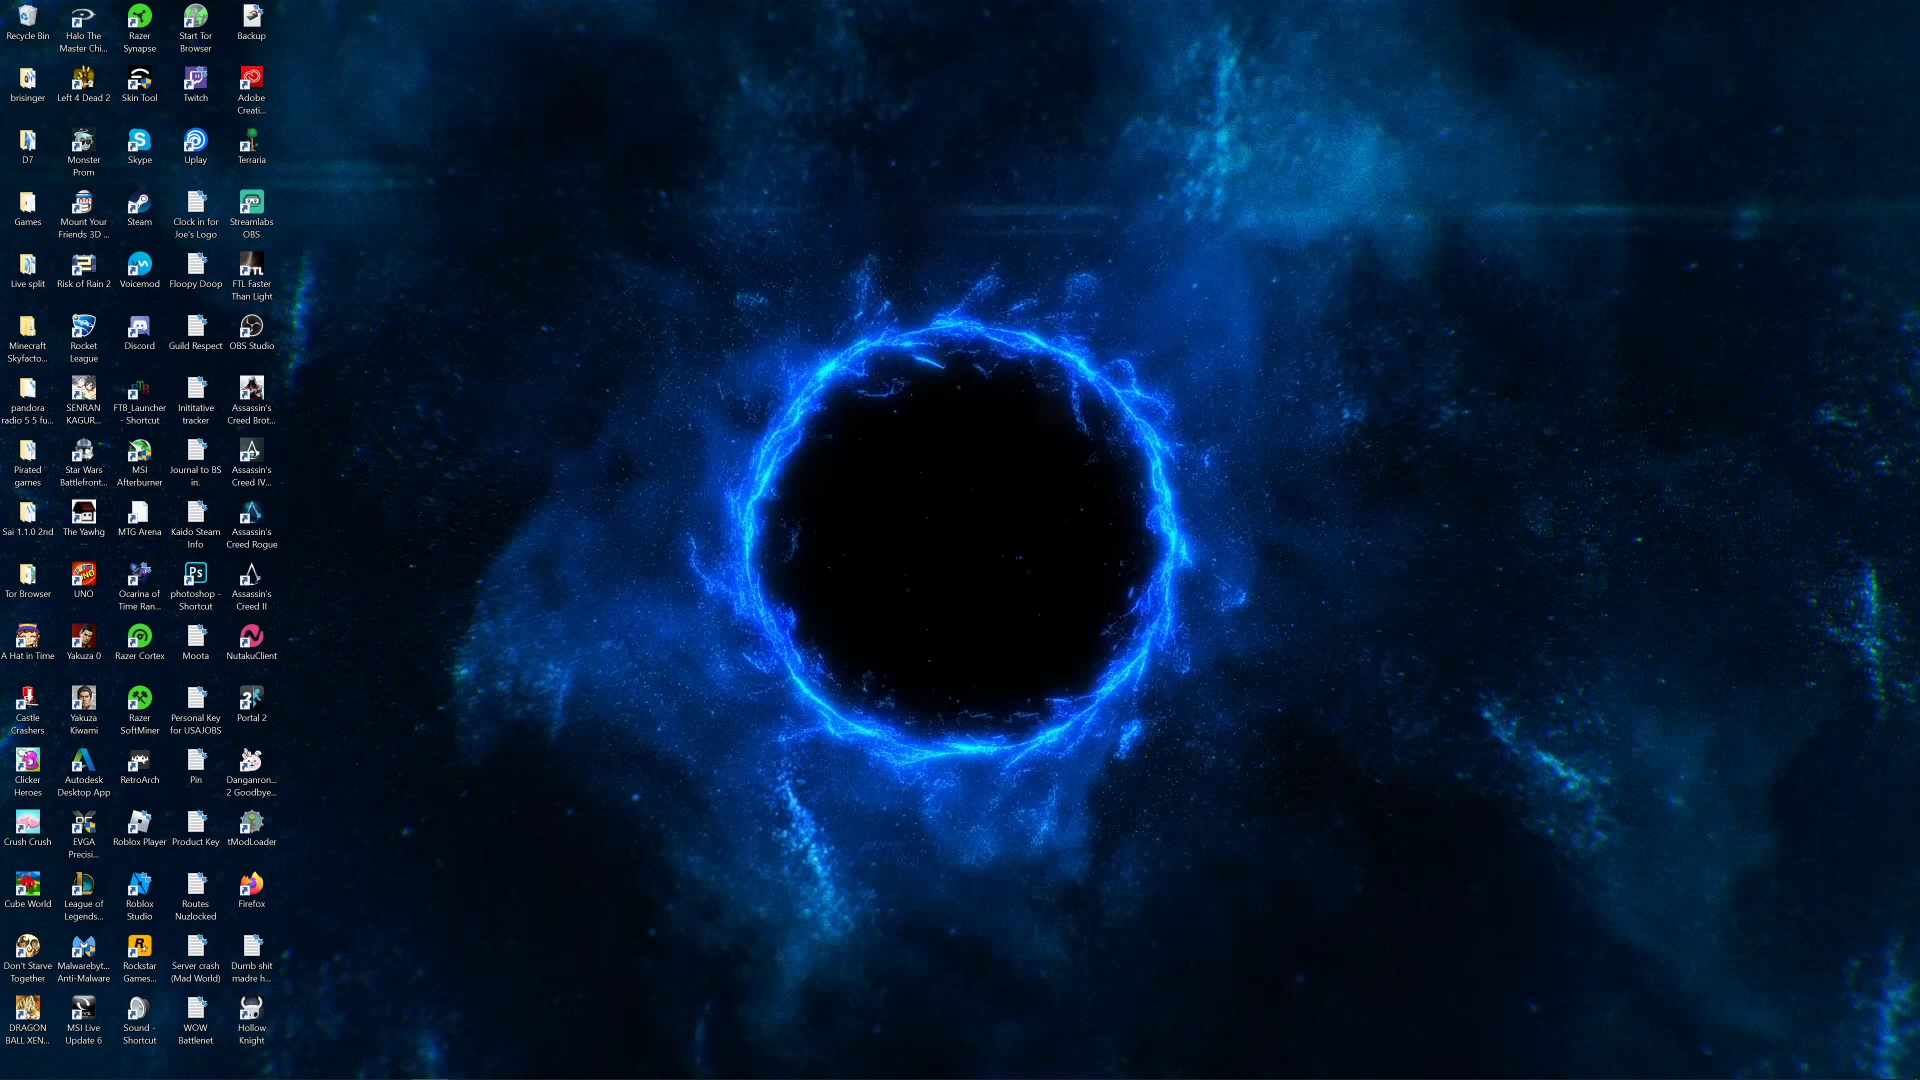 Recycle Bin
Halo The
Master Chi...
Razer
Synapse
Start Tor
Browser
Backup
brisinger
Left 4 Dead 2
Skin Tool
Twitch
Adobe
Creati...
D7
Monster
Prom
Skype
Uplay
Terraria
Games
Mount Your
Friends 3D ...
Steam
Clock in for
Joe's Logo
Streamlabs
OBS
Live split
Risk of Rain 2
Voicemod
Floopy Doop
FTL Faster
Than Light
Minecraft
Skyfacto...
Rocket
League
Discord
Guild Respect
OBS Studio
pandora
radio 5 5 fu...
SENRAN
KAGUR...
FTB_Launcher
- Shortcut
Inititative
tracker
Assassin's
Creed Brot...
Pirated
games
Star Wars
Battlefront...
MSI
Afterburner
Journal to BS
in.
Assassin's
Creed IV...
Sai 1.1.0 2nd
The Yawhg
MTG Arena
Kaido Steam
Info
Assassin's
Creed Rogue
Tor Browser
UNO
Ocarina of
Time Ran...
photoshop -
Shortcut
Assassin's
Creed II
A Hat in Time
Yakuza 0
Razer Cortex
Moota
NutakuClient
Castle
Crashers
Yakuza
Kiwami
Razer
SoftMiner
Personal Key
for USAJOBS
Portal 2
Clicker
Heroes
Autodesk
Desktop App
RetroArch
Pin
Danganron...
2 Goodbye...
Crush Crush
EVGA
Precisi...
Roblox Player
Product Key
tModLoader
Cube World
League of
Legends...
Roblox
Studio
Routes
Nuzlocked
Firefox
Don't Starve
Together
Malwarebyt...
Anti-Malware
Rockstar
Games...
Server crash
(Mad World)
Dumb shit
madre h...
DRAGON
BALL XEN...
MSI Live
Update 6
Sound -
Shortcut
WOW
Battlenet
Hollow
Knight